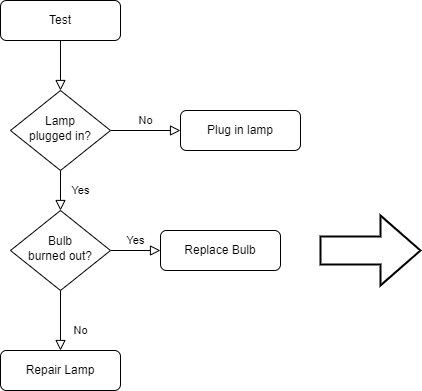 Test
Lamp
plugged in?
No
Plug in lamp
Yes
Bulb
burned out?
Yes
Replace Bulb
No
Repair Lamp